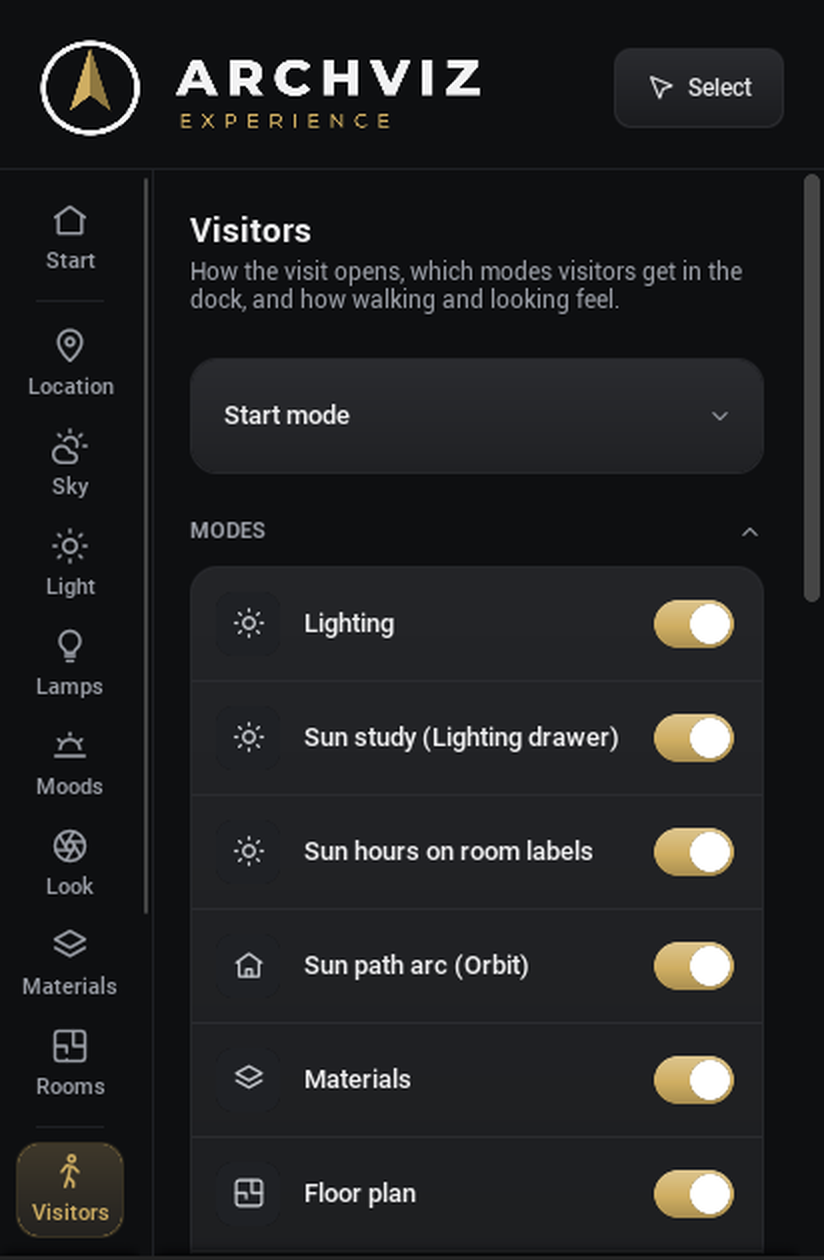 ARCHVIZ
EXPERIENCE
Select
Start
Location
Sky
Light
Lamps
Moods
Look
Materials
Rooms
Visitors
Visitors
How the visit opens, which modes visitors get in the
dock, and how walking and looking feel.
Start mode
MODES
Lighting
Sun study (Lighting drawer)
Sun hours on room labels
Sun path arc (Orbit)
Materials
Floor plan